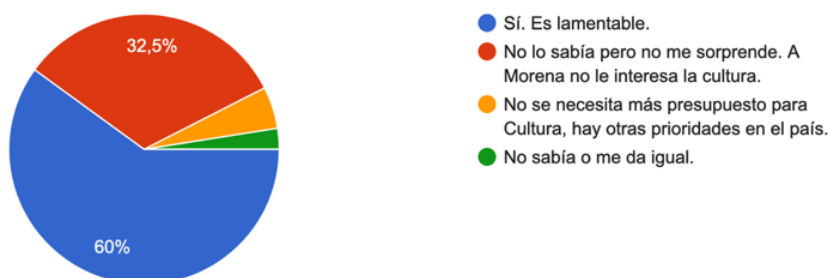 32,5%
60%
Sí. Es lamentable.
No lo sabía pero no me sorprende. A
Morena no le interesa la cultura.
No se necesita más presupuesto para
Cultura, hay otras prioridades en el país.
No sabía o me da igual.